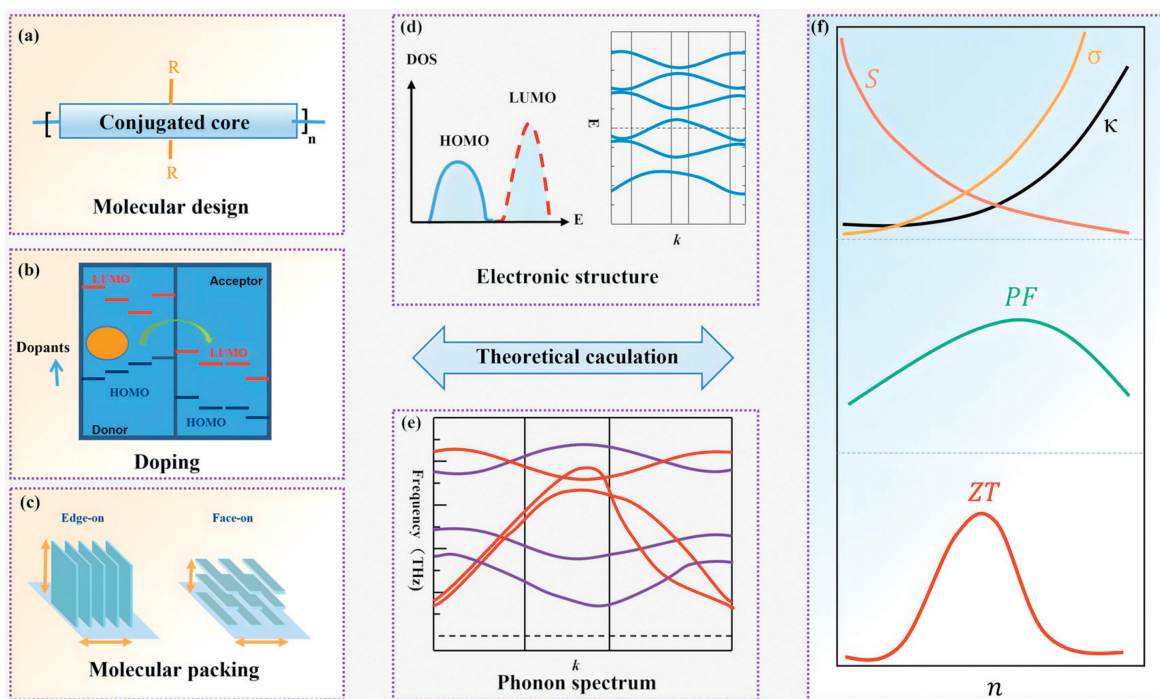 (a)
R
Conjugated core
[ ]n
R
Molecular design
(b)
LUMO
Acceptor
Dopants
LUMO
HOMO
HOMO
Donor
Doping
(c)
Edge-on
Face-on
Molecular packing
(d)
DOS
LUMO
HOMO
E
E
k
Electronic structure
Theoretical caculation
(e)
Frequency (THz)
k
Phonon spectrum
(f)
S
σ
κ
PF
ZT
n